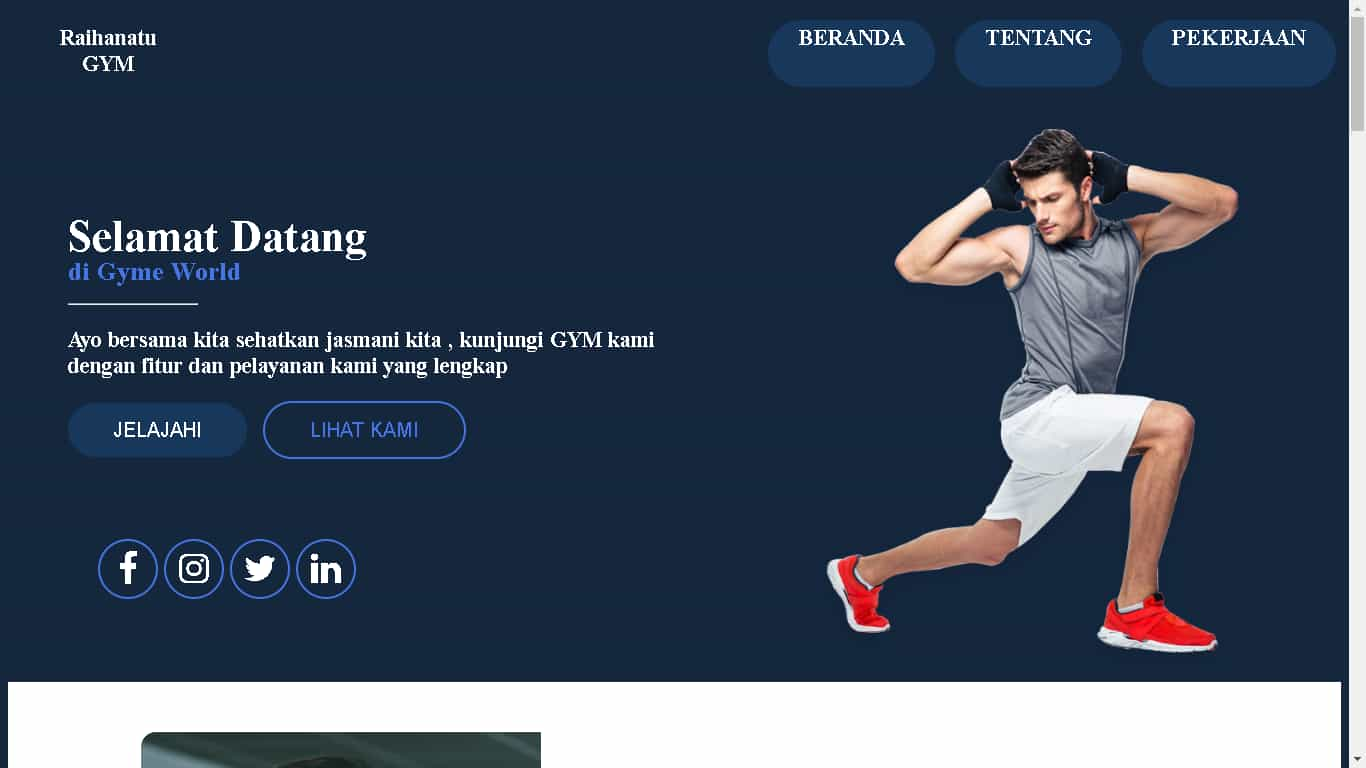 Raihanatu
GYM
BERANDA
TENTANG
PEKERJAAN
Selamat Datang
di Gyme World
Ayo bersama kita sehatkan jasmani kita , kunjungi GYM kami
dengan fitur dan pelayanan kami yang lengkap
JELAJAHI
LIHAT KAMI